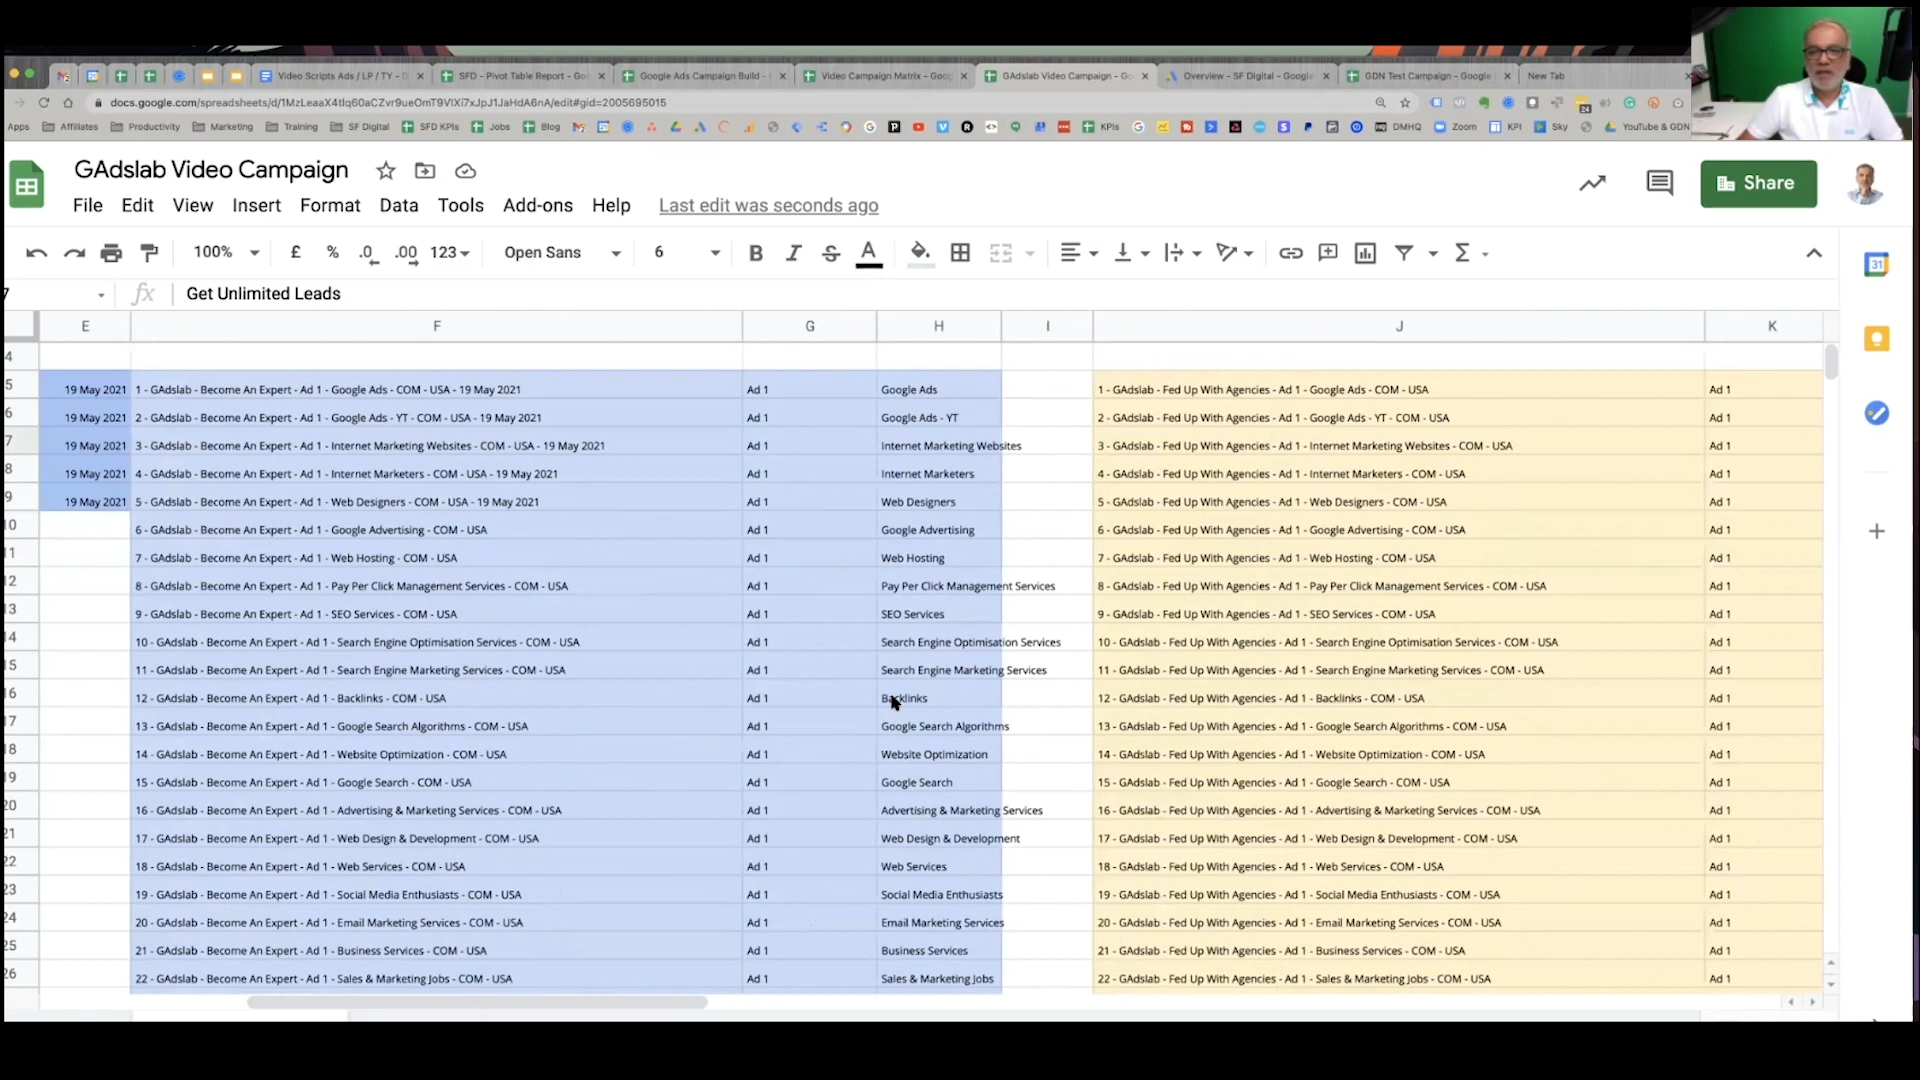 Video Scripts Ads / LP / TY - G
SFD - Pivot Table Report - Goo
Google Ads Campaign Build -
Video Campaign Matrix - Goog
GAdslab Video Campaign - Go
Overview - SF Digital - Google
GDN Test Campaign - Google
New Tab
docs.google.com/spreadsheets/d/1MzLeaaX4tIq60aCZvr9ueOmT9VlXi7xJpJ1JaHdA6nA/edit#gid=2005695015
Apps Affiliates Productivity Marketing Training SF Digital SFD KPIs Jobs Blog KPIs DMHQ Zoom KPI Sky YouTube & GDN
GAdslab Video Campaign
File Edit View Insert Format Data Tools Add-ons Help Last edit was seconds ago
Share
100% £ % .0 .00 123 Open Sans 6 B I S A Σ
31
7 fx Get Unlimited Leads
E F G H I J K
4
5 19 May 2021 1 - GAdslab - Become An Expert - Ad 1 - Google Ads - COM - USA - 19 May 2021 Ad 1 Google Ads 1 - GAdslab - Fed Up With Agencies - Ad 1 - Google Ads - COM - USA Ad 1
6 19 May 2021 2 - GAdslab - Become An Expert - Ad 1 - Google Ads - YT - COM - USA - 19 May 2021 Ad 1 Google Ads - YT 2 - GAdslab - Fed Up With Agencies - Ad 1 - Google Ads - YT - COM - USA Ad 1
7 19 May 2021 3 - GAdslab - Become An Expert - Ad 1 - Internet Marketing Websites - COM - USA - 19 May 2021 Ad 1 Internet Marketing Websites 3 - GAdslab - Fed Up With Agencies - Ad 1 - Internet Marketing Websites - COM - USA Ad 1
8 19 May 2021 4 - GAdslab - Become An Expert - Ad 1 - Internet Marketers - COM - USA - 19 May 2021 Ad 1 Internet Marketers 4 - GAdslab - Fed Up With Agencies - Ad 1 - Internet Marketers - COM - USA Ad 1
9 19 May 2021 5 - GAdslab - Become An Expert - Ad 1 - Web Designers - COM - USA - 19 May 2021 Ad 1 Web Designers 5 - GAdslab - Fed Up With Agencies - Ad 1 - Web Designers - COM - USA Ad 1
10 6 - GAdslab - Become An Expert - Ad 1 - Google Advertising - COM - USA Ad 1 Google Advertising 6 - GAdslab - Fed Up With Agencies - Ad 1 - Google Advertising - COM - USA Ad 1
11 7 - GAdslab - Become An Expert - Ad 1 - Web Hosting - COM - USA Ad 1 Web Hosting 7 - GAdslab - Fed Up With Agencies - Ad 1 - Web Hosting - COM - USA Ad 1
12 8 - GAdslab - Become An Expert - Ad 1 - Pay Per Click Management Services - COM - USA Ad 1 Pay Per Click Management Services 8 - GAdslab - Fed Up With Agencies - Ad 1 - Pay Per Click Management Services - COM - USA Ad 1
13 9 - GAdslab - Become An Expert - Ad 1 - SEO Services - COM - USA Ad 1 SEO Services 9 - GAdslab - Fed Up With Agencies - Ad 1 - SEO Services - COM - USA Ad 1
14 10 - GAdslab - Become An Expert - Ad 1 - Search Engine Optimisation Services - COM - USA Ad 1 Search Engine Optimisation Services 10 - GAdslab - Fed Up With Agencies - Ad 1 - Search Engine Optimisation Services - COM - USA Ad 1
15 11 - GAdslab - Become An Expert - Ad 1 - Search Engine Marketing Services - COM - USA Ad 1 Search Engine Marketing Services 11 - GAdslab - Fed Up With Agencies - Ad 1 - Search Engine Marketing Services - COM - USA Ad 1
16 12 - GAdslab - Become An Expert - Ad 1 - Backlinks - COM - USA Ad 1 Backlinks 12 - GAdslab - Fed Up With Agencies - Ad 1 - Backlinks - COM - USA Ad 1
17 13 - GAdslab - Become An Expert - Ad 1 - Google Search Algorithms - COM - USA Ad 1 Google Search Algorithms 13 - GAdslab - Fed Up With Agencies - Ad 1 - Google Search Algorithms - COM - USA Ad 1
18 14 - GAdslab - Become An Expert - Ad 1 - Website Optimization - COM - USA Ad 1 Website Optimization 14 - GAdslab - Fed Up With Agencies - Ad 1 - Website Optimization - COM - USA Ad 1
19 15 - GAdslab - Become An Expert - Ad 1 - Google Search - COM - USA Ad 1 Google Search 15 - GAdslab - Fed Up With Agencies - Ad 1 - Google Search - COM - USA Ad 1
20 16 - GAdslab - Become An Expert - Ad 1 - Advertising & Marketing Services - COM - USA Ad 1 Advertising & Marketing Services 16 - GAdslab - Fed Up With Agencies - Ad 1 - Advertising & Marketing Services - COM - USA Ad 1
21 17 - GAdslab - Become An Expert - Ad 1 - Web Design & Development - COM - USA Ad 1 Web Design & Development 17 - GAdslab - Fed Up With Agencies - Ad 1 - Web Design & Development - COM - USA Ad 1
22 18 - GAdslab - Become An Expert - Ad 1 - Web Services - COM - USA Ad 1 Web Services 18 - GAdslab - Fed Up With Agencies - Ad 1 - Web Services - COM - USA Ad 1
23 19 - GAdslab - Become An Expert - Ad 1 - Social Media Enthusiasts - COM - USA Ad 1 Social Media Enthusiasts 19 - GAdslab - Fed Up With Agencies - Ad 1 - Social Media Enthusiasts - COM - USA Ad 1
24 20 - GAdslab - Become An Expert - Ad 1 - Email Marketing Services - COM - USA Ad 1 Email Marketing Services 20 - GAdslab - Fed Up With Agencies - Ad 1 - Email Marketing Services - COM - USA Ad 1
25 21 - GAdslab - Become An Expert - Ad 1 - Business Services - COM - USA Ad 1 Business Services 21 - GAdslab - Fed Up With Agencies - Ad 1 - Business Services - COM - USA Ad 1
26 22 - GAdslab - Become An Expert - Ad 1 - Sales & Marketing Jobs - COM - USA Ad 1 Sales & Marketing Jobs 22 - GAdslab - Fed Up With Agencies - Ad 1 - Sales & Marketing Jobs - COM - USA Ad 1